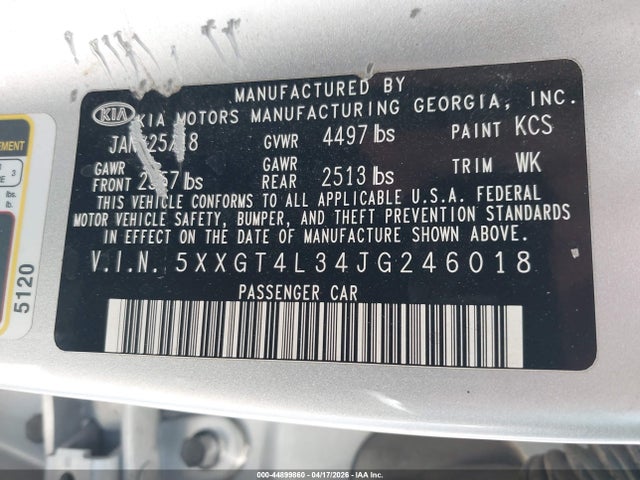 MANUFACTURED BY
KIA KIA MOTORS MANUFACTURING GEORGIA, INC.
GVWR 4497 lbs PAINT KCS
GAWR FRONT lbs GAWR REAR 2513 lbs TRIM WK
THIS VEHICLE CONFORMS TO ALL APPLICABLE U.S.A. FEDERAL
MOTOR VEHICLE SAFETY, BUMPER, AND THEFT PREVENTION STANDARDS
IN EFFECT ON THE DATE OF MANUFACTURE SHOWN ABOVE.
V.I.N. 5XXGT4L34JG246018
PASSENGER CAR
5120
000-44899860 - 04/17/2026 - IAA, Inc.